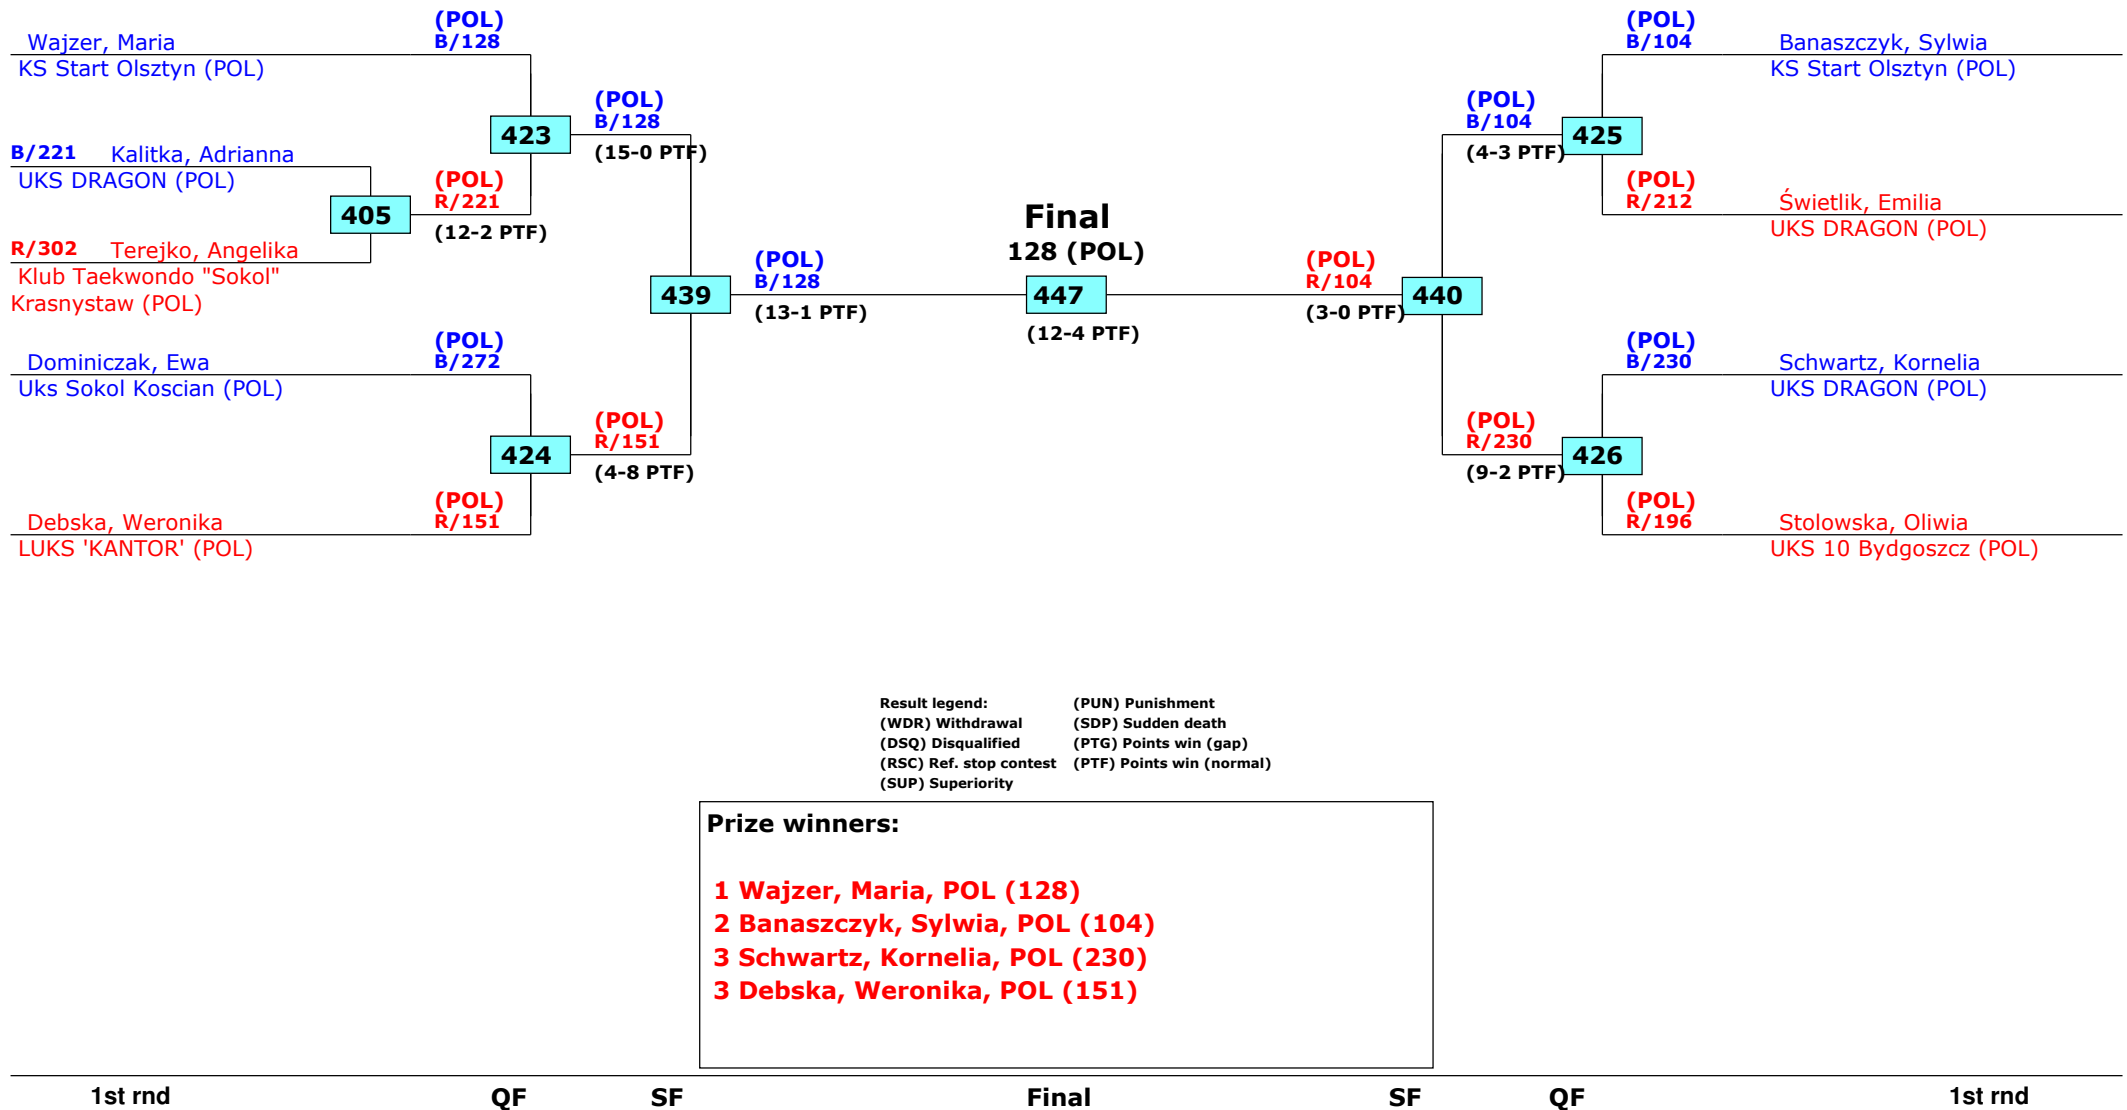 (POL)
B/128
Wajzer, Maria
KS Start Olsztyn (POL)
423
(POL)
B/128
(15-0 PTF)
B/221 Kalitka, Adrianna
UKS DRAGON (POL)
405
(POL)
R/221
(12-2 PTF)
R/302 Terejko, Angelika
Klub Taekwondo "Sokol"
Krasnystaw (POL)
439
(POL)
B/128
(13-1 PTF)
(POL)
B/272
Dominiczak, Ewa
Uks Sokol Koscian (POL)
424
(POL)
R/151
(4-8 PTF)
(POL)
R/151
Debska, Weronika
LUKS 'KANTOR' (POL)
Final
128 (POL)
447
(12-4 PTF)
(POL)
R/104
(3-0 PTF)
440
(POL)
B/104
(4-3 PTF)
425
(POL)
B/104
Banaszczyk, Sylwia
KS Start Olsztyn (POL)
(POL)
R/212
Świetlik, Emilia
UKS DRAGON (POL)
(POL)
B/230
Schwartz, Kornelia
UKS DRAGON (POL)
(POL)
R/230
(9-2 PTF)
426
(POL)
R/196
Stolowska, Oliwia
UKS 10 Bydgoszcz (POL)
Result legend: (PUN) Punishment
(WDR) Withdrawal (SDP) Sudden death
(DSQ) Disqualified (PTG) Points win (gap)
(RSC) Ref. stop contest (PTF) Points win (normal)
(SUP) Superiority
Prize winners:
1 Wajzer, Maria, POL (128)
2 Banaszczyk, Sylwia, POL (104)
3 Schwartz, Kornelia, POL (230)
3 Debska, Weronika, POL (151)
1st rnd QF SF Final SF QF 1st rnd